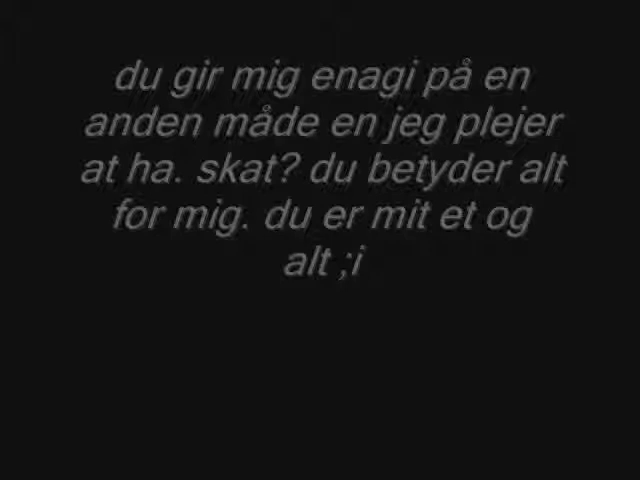 du gir mig enagi på en
anden måde en jeg plejer
at ha. skat? du betyder alt
for mig. du er mit et og
alt ;i